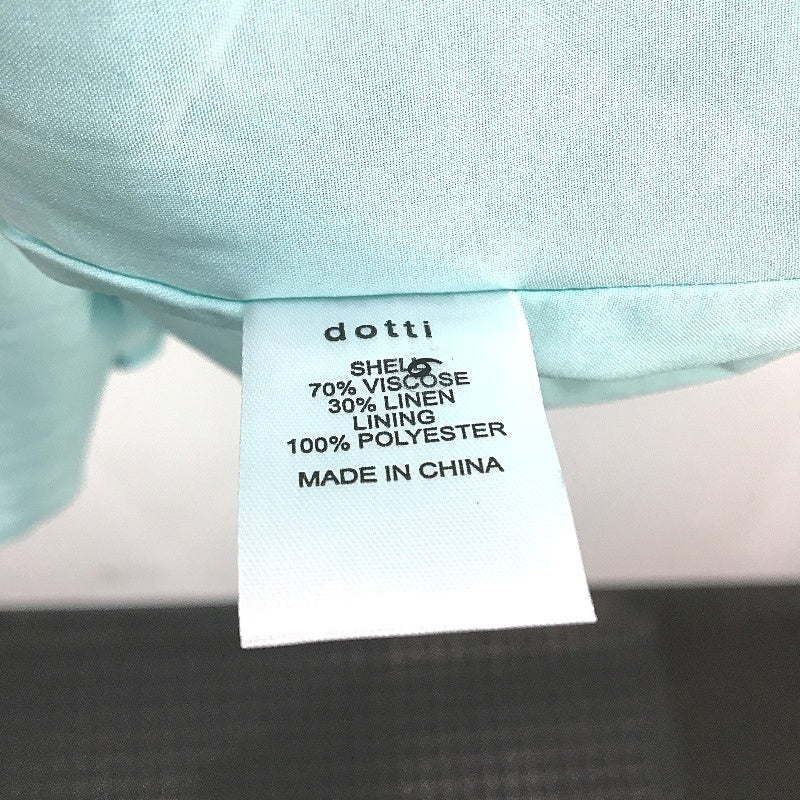 dotti
SHELL
70% VISCOSE
30% LINEN
LINING
100% POLYESTER
MADE IN CHINA